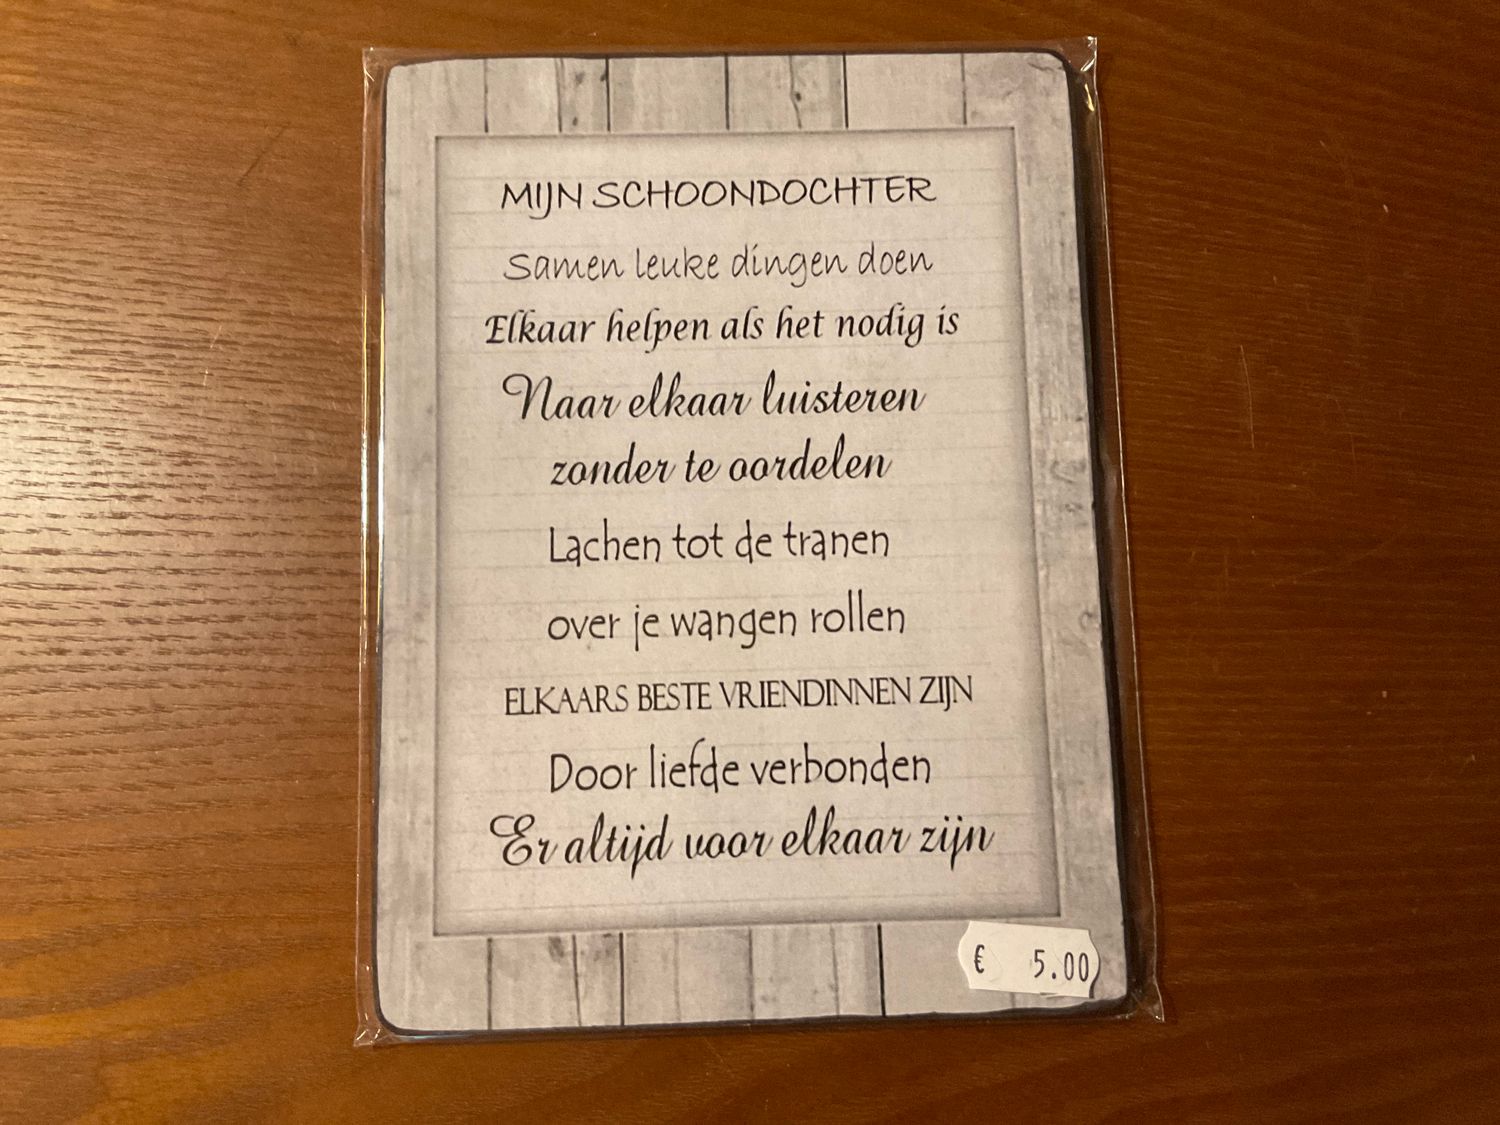 MIJN SCHOONDOCHTER
Samen leuke dingen doen
Elkaar helpen als het nodig is
Naar elkaar luisteren
zonder te oordelen
Lachen tot de tranen
over je wangen rollen
ELKAARS BESTE VRIENDINNEN ZIJN
Door liefde verbonden
Er altijd voor elkaar zijn
€ 5.00